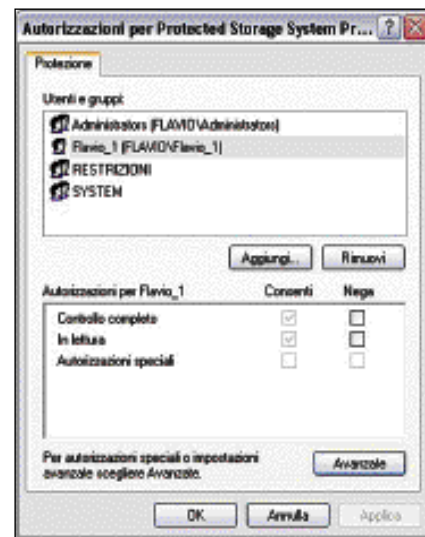 Autorizzazioni per Protected Storage System Pr... ?
Protezione
Utenti e gruppi:
Administrators (FLAVIO\Administrators)
Flavio_1 (FLAVIO\Flavio_1)
RESTRIZIONI
SYSTEM
Aggiungi... Rimuovi
Autorizzazioni per Flavio_1 Consenti Nega
Controllo completo
In lettura
Autorizzazioni speciali
Per autorizzazioni speciali o impostazioni
avanzate scegliere Avanzate. Avanzate
OK Annulla Applica